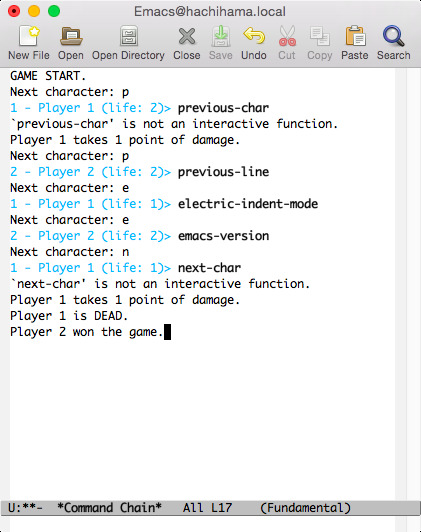 Emacs@hachihama.local
New File Open Open Directory Close Save Undo Cut Copy Paste Search
GAME START.
Next character: p
1 - Player 1 (life: 2)> previous-char
`previous-char' is not an interactive function.
Player 1 takes 1 point of damage.
Next character: p
2 - Player 2 (life: 2)> previous-line
Next character: e
1 - Player 1 (life: 1)> electric-indent-mode
Next character: e
2 - Player 2 (life: 2)> emacs-version
Next character: n
1 - Player 1 (life: 1)> next-char
`next-char' is not an interactive function.
Player 1 takes 1 point of damage.
Player 1 is DEAD.
Player 2 won the game.
U:**-  *Command Chain*   All L17    (Fundamental)